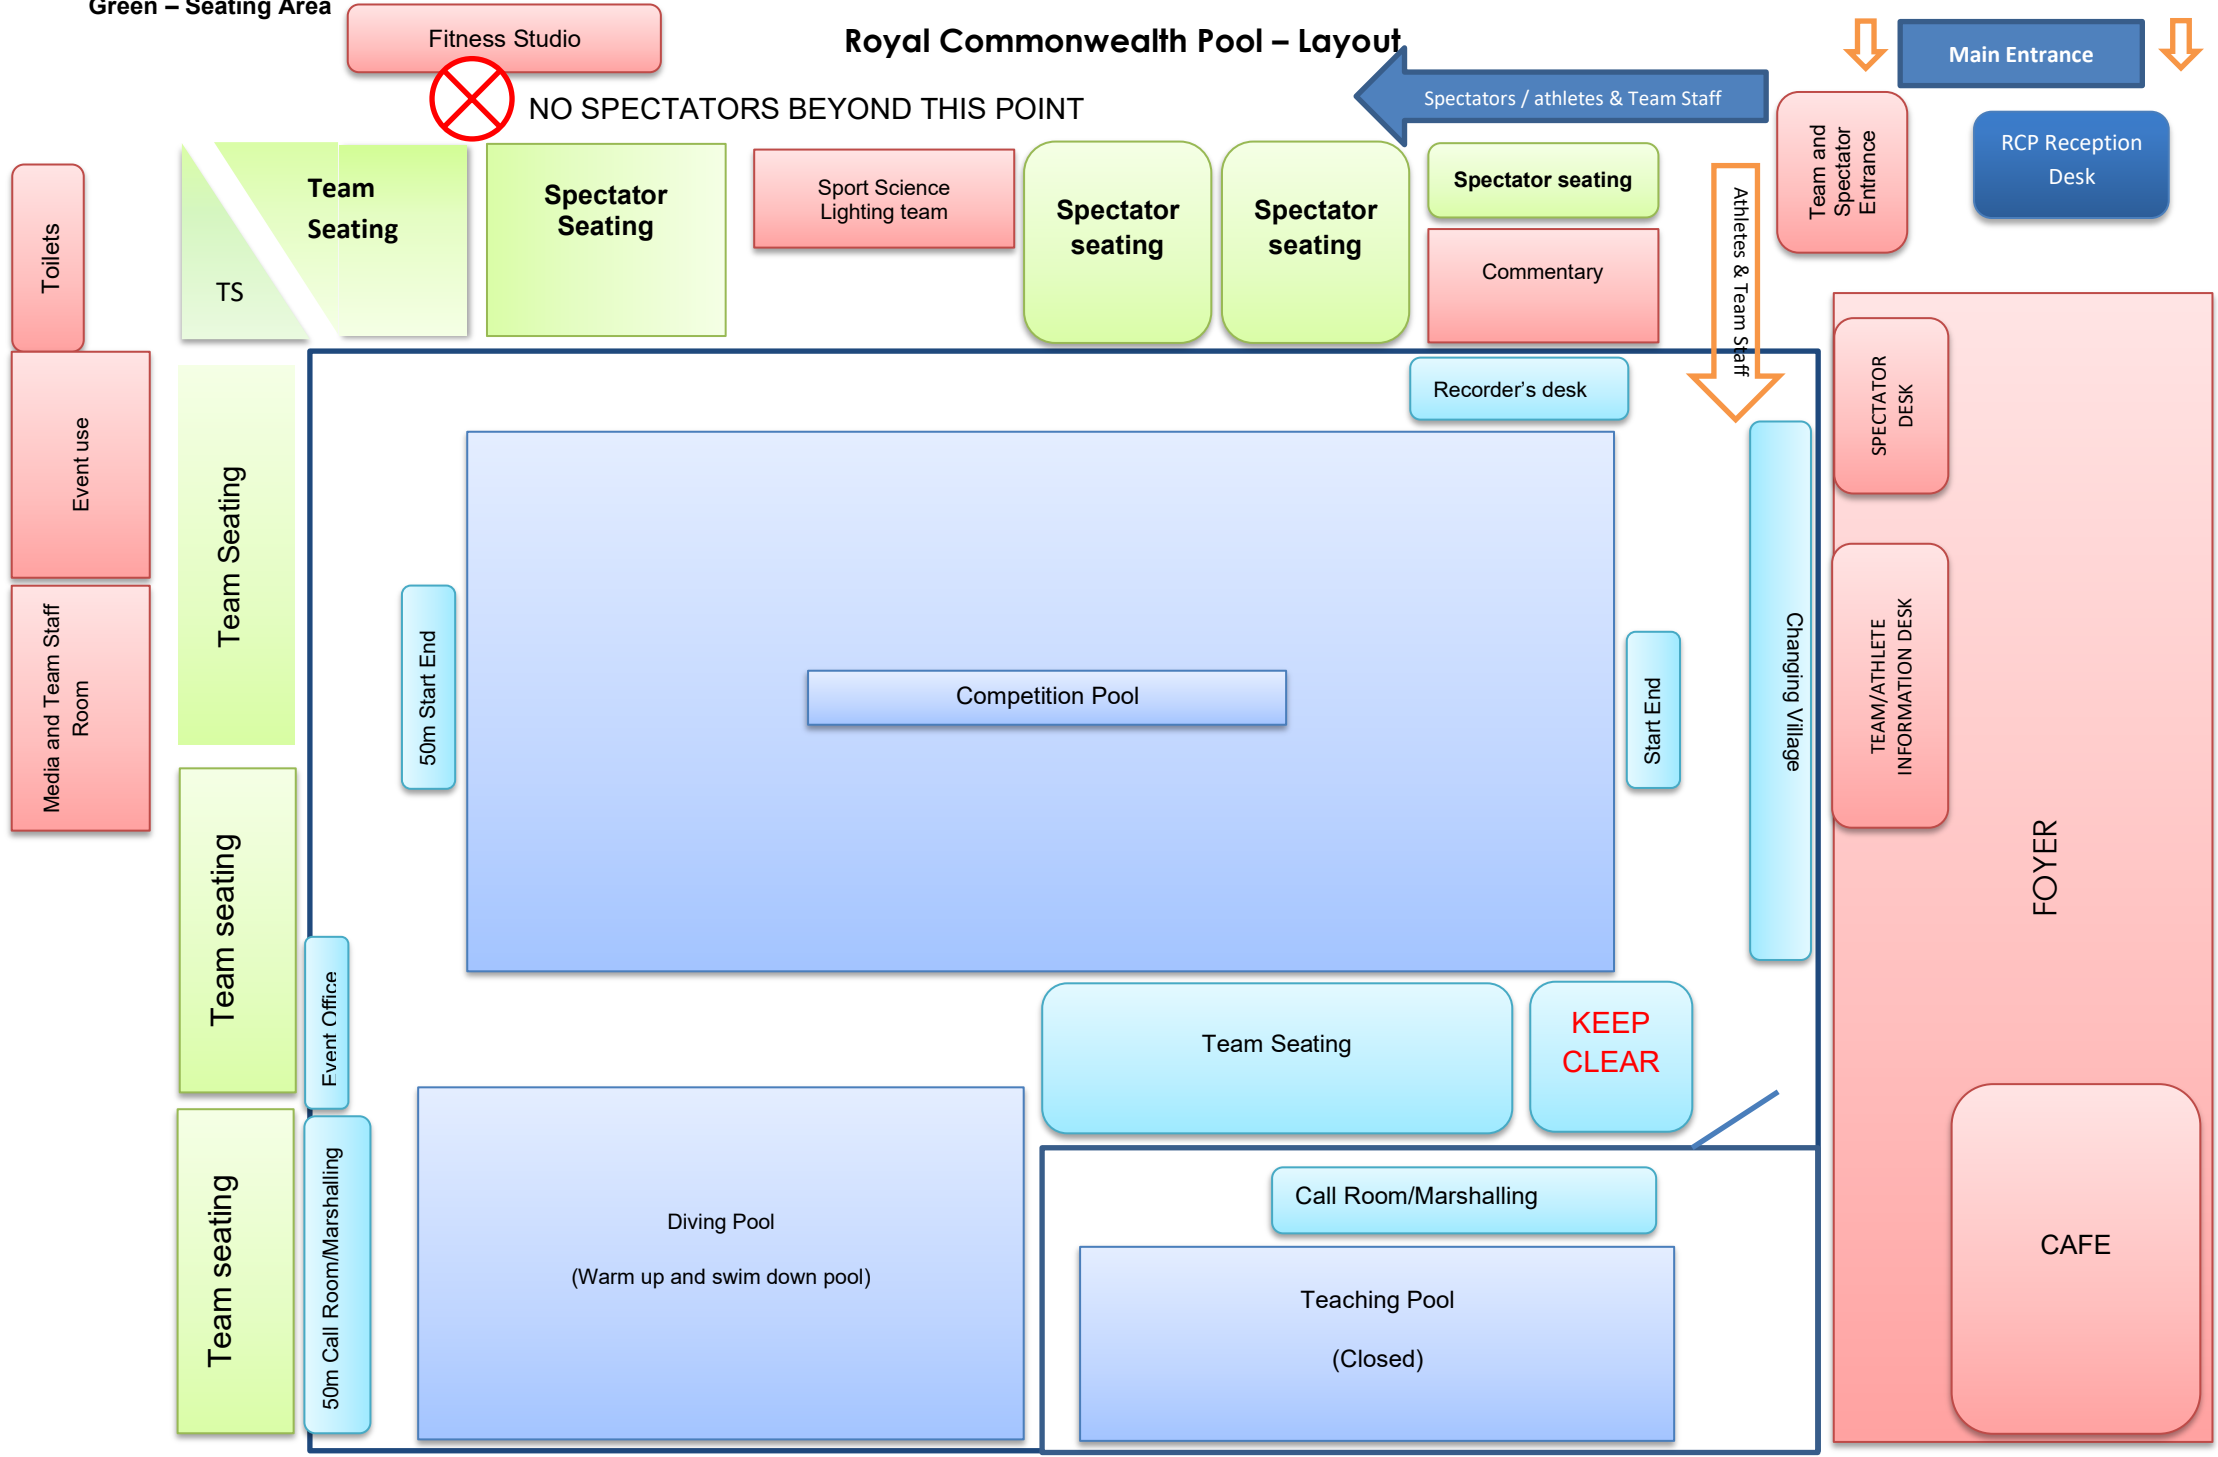 Green – Seating Area
Fitness Studio
Royal Commonwealth Pool – Layout
Main Entrance
Spectators / athletes & Team Staff
NO SPECTATORS BEYOND THIS POINT
Team and
Spectator
Entrance
RCP Reception
Desk
Toilets
TS
Team
Seating
Spectator
Seating
Sport Science
Lighting team
Spectator
seating
Spectator
seating
Spectator seating
Commentary
Athletes & Team Staff
Event use
Media and Team Staff
Room
Team Seating
Team seating
Team seating
Recorder’s desk
SPECTATOR
DESK
50m Start End
Competition Pool
Start End
Changing Village
TEAM/ATHLETE
INFORMATION DESK
FOYER
Event Office
50m Call Room/Marshalling
Team Seating
KEEP
CLEAR
Diving Pool
(Warm up and swim down pool)
Call Room/Marshalling
Teaching Pool
(Closed)
CAFE